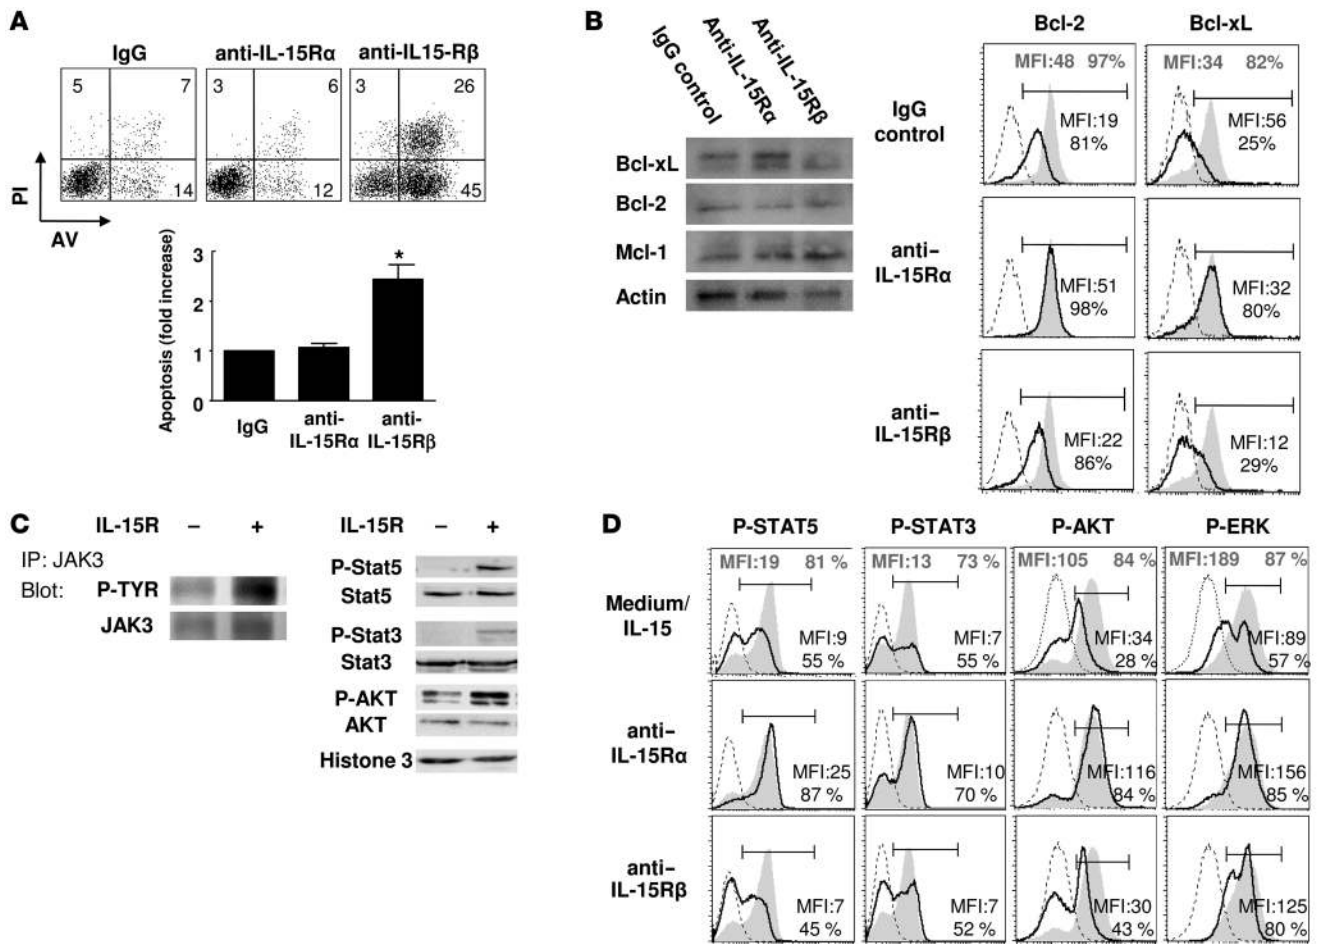 A
IgG
anti-IL-15Rα
anti-IL15-Rβ
5
7
14
3
6
12
3
26
45
PI
AV
Apoptosis (fold increase)
3
2
1
0
*
IgG
anti-
IL-15Rα
anti-
IL-15Rβ
B
IgG control
Anti-IL-15Rα
Anti-IL-15Rβ
Bcl-xL
Bcl-2
Mcl-1
Actin
Bcl-2
Bcl-xL
IgG
control
MFI:48 97%
MFI:19
81%
MFI:34 82%
MFI:56
25%
anti–
IL-15Rα
MFI:51
98%
MFI:32
80%
anti–
IL-15Rβ
MFI:22
86%
MFI:12
29%
C
IL-15R – +
IP: JAK3
Blot: P-TYR
JAK3
IL-15R – +
P-Stat5
Stat5
P-Stat3
Stat3
P-AKT
AKT
Histone 3
D
P-STAT5
P-STAT3
P-AKT
P-ERK
Medium/
IL-15
MFI:19 81 %
MFI:9
55 %
MFI:13 73 %
MFI:7
55 %
MFI:105 84 %
MFI:34
28 %
MFI:189 87 %
MFI:89
57 %
anti–
IL-15Rα
MFI:25
87 %
MFI:10
70 %
MFI:116
84 %
MFI:156
85 %
anti–
IL-15Rβ
MFI:7
45 %
MFI:7
52 %
MFI:30
43 %
MFI:125
80 %